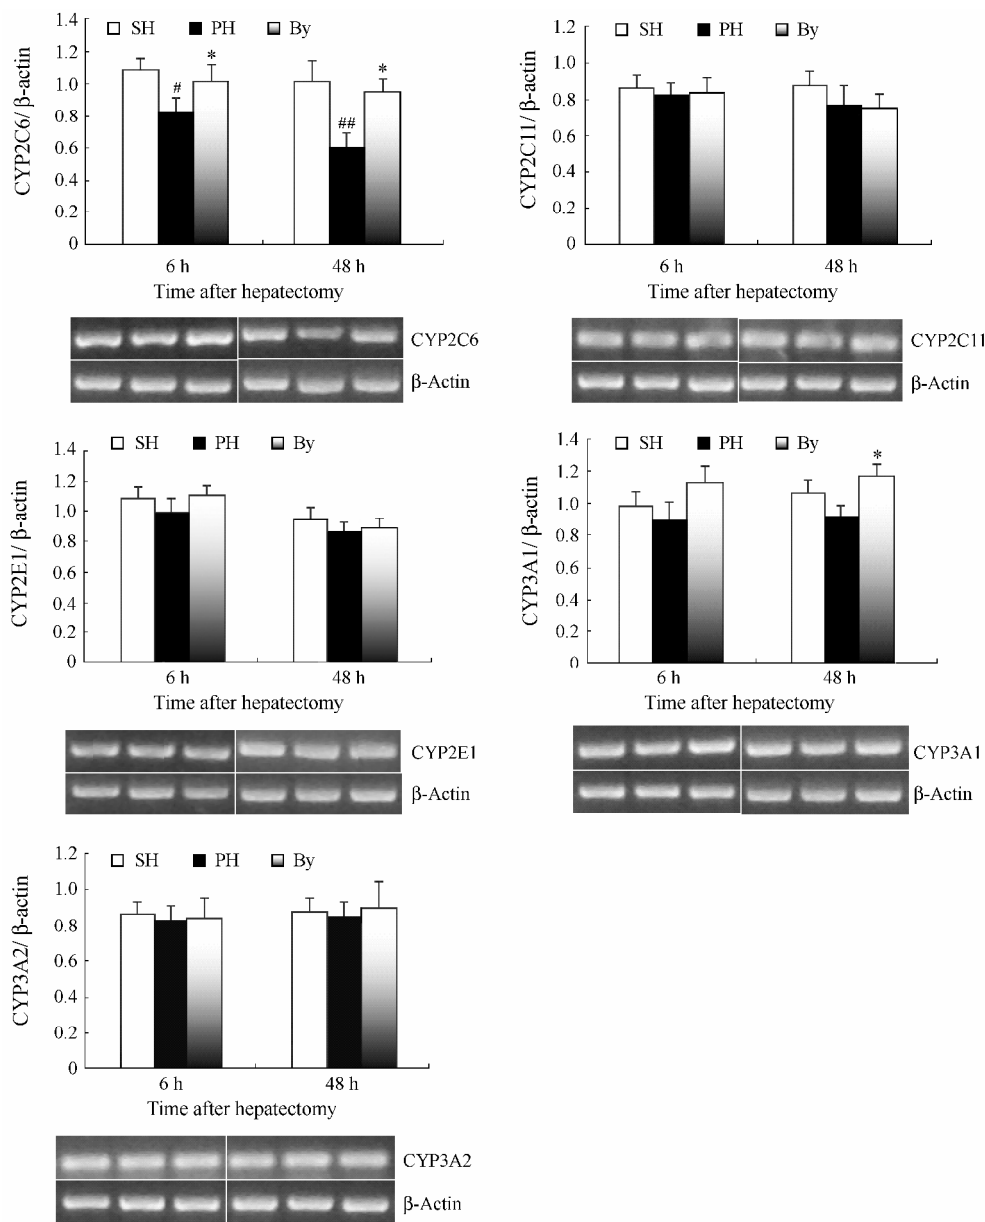 SH PH By
CYP2C6/ β-actin
1.4
1.2
1.0
0.8
0.6
0.4
0.2
0
# * ## *
6 h 48 h
Time after hepatectomy
CYP2C6
β-Actin
SH PH By
CYP2C11/ β-actin
1.2
1.0
0.8
0.6
0.4
0.2
0
6 h 48 h
Time after hepatectomy
CYP2C11
β-Actin
SH PH By
CYP2E1/ β-actin
1.4
1.2
1.0
0.8
0.6
0.4
0.2
0
6 h 48 h
Time after hepatectomy
CYP2E1
β-Actin
SH PH By
CYP3A1/ β-actin
1.4
1.2
1.0
0.8
0.6
0.4
0.2
0
*
6 h 48 h
Time after hepatectomy
CYP3A1
β-Actin
SH PH By
CYP3A2/ β-actin
1.2
1.0
0.8
0.6
0.4
0.2
0
6 h 48 h
Time after hepatectomy
CYP3A2
β-Actin